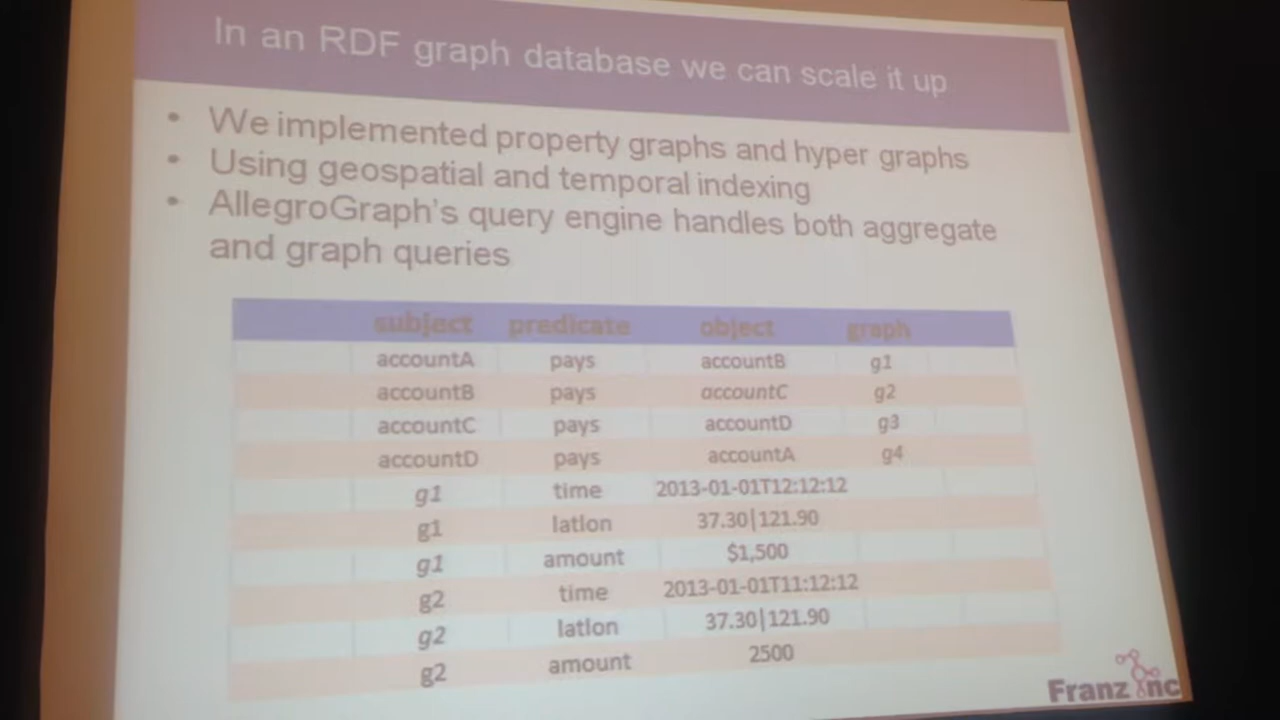 In an RDF graph database we can scale it up
• We implemented property graphs and hyper graphs
• Using geospatial and temporal indexing
• AllegroGraph's query engine handles both aggregate
and graph queries
subject predicate object graph
accountA pays accountB g1
accountB pays accountC g2
accountC pays accountD g3
accountD pays accountA g4
g1 time 2013-01-01T12:12:12
g1 latlon 37.30|121.90
g1 amount $1,500
g2 time 2013-01-01T11:12:12
g2 latlon 37.30|121.90
g2 amount 2500
Franz Inc